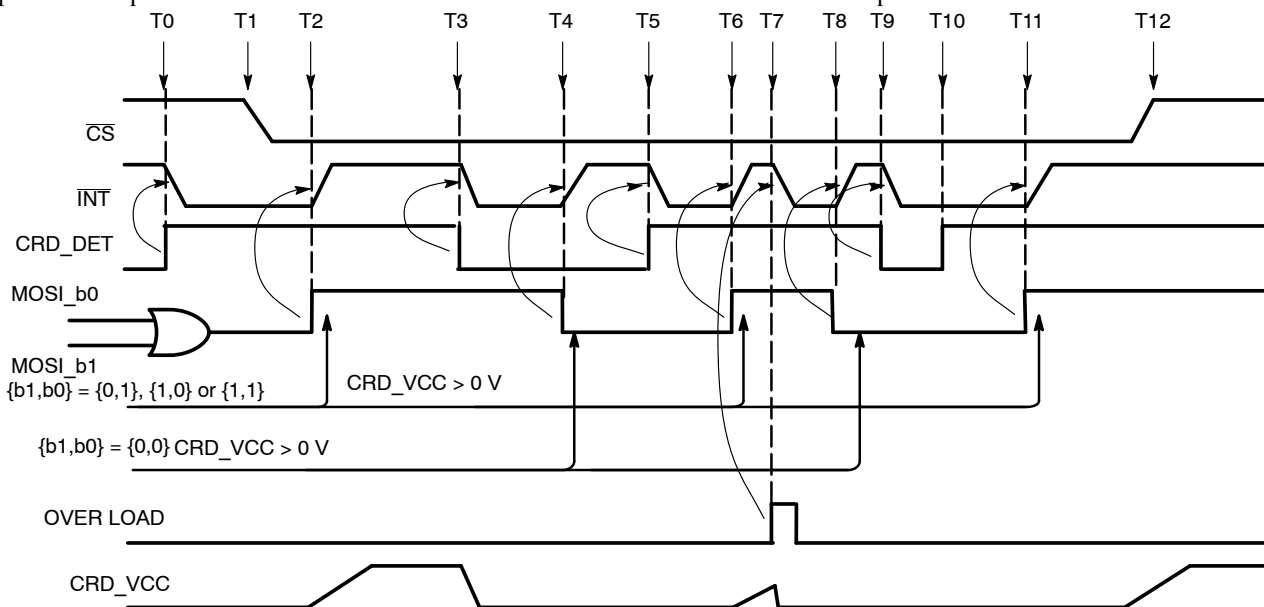 T0 T1 T2 T3 T4 T5 T6 T7 T8 T9 T10 T11 T12
CS
INT
CRD_DET
MOSI_b0
MOSI_b1
{b1,b0} = {0,1}, {1,0} or {1,1}
CRD_VCC > 0 V
{b1,b0} = {0,0} CRD_VCC > 0 V
OVER LOAD
CRD_VCC